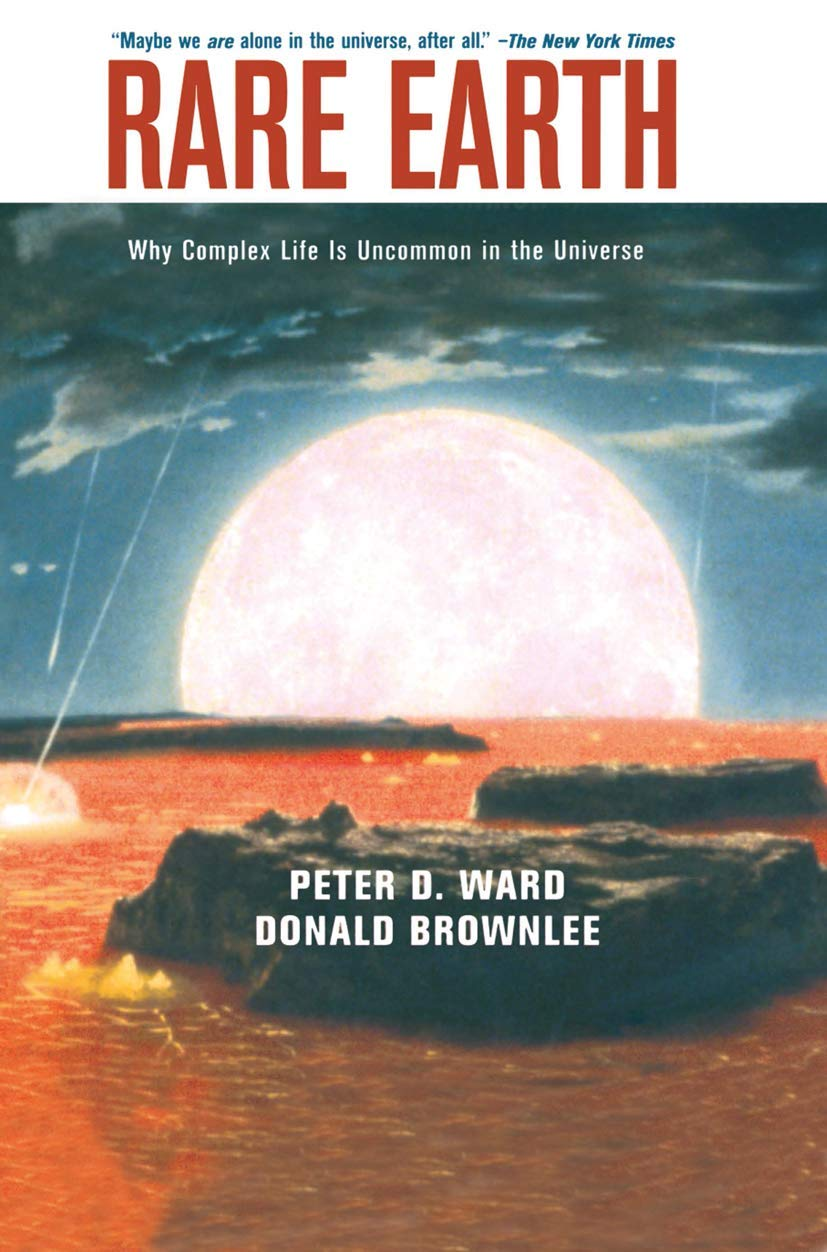 “Maybe we are alone in the universe, after all.” –The New York Times
RARE EARTH
Why Complex Life Is Uncommon in the Universe
PETER D. WARD
DONALD BROWNLEE